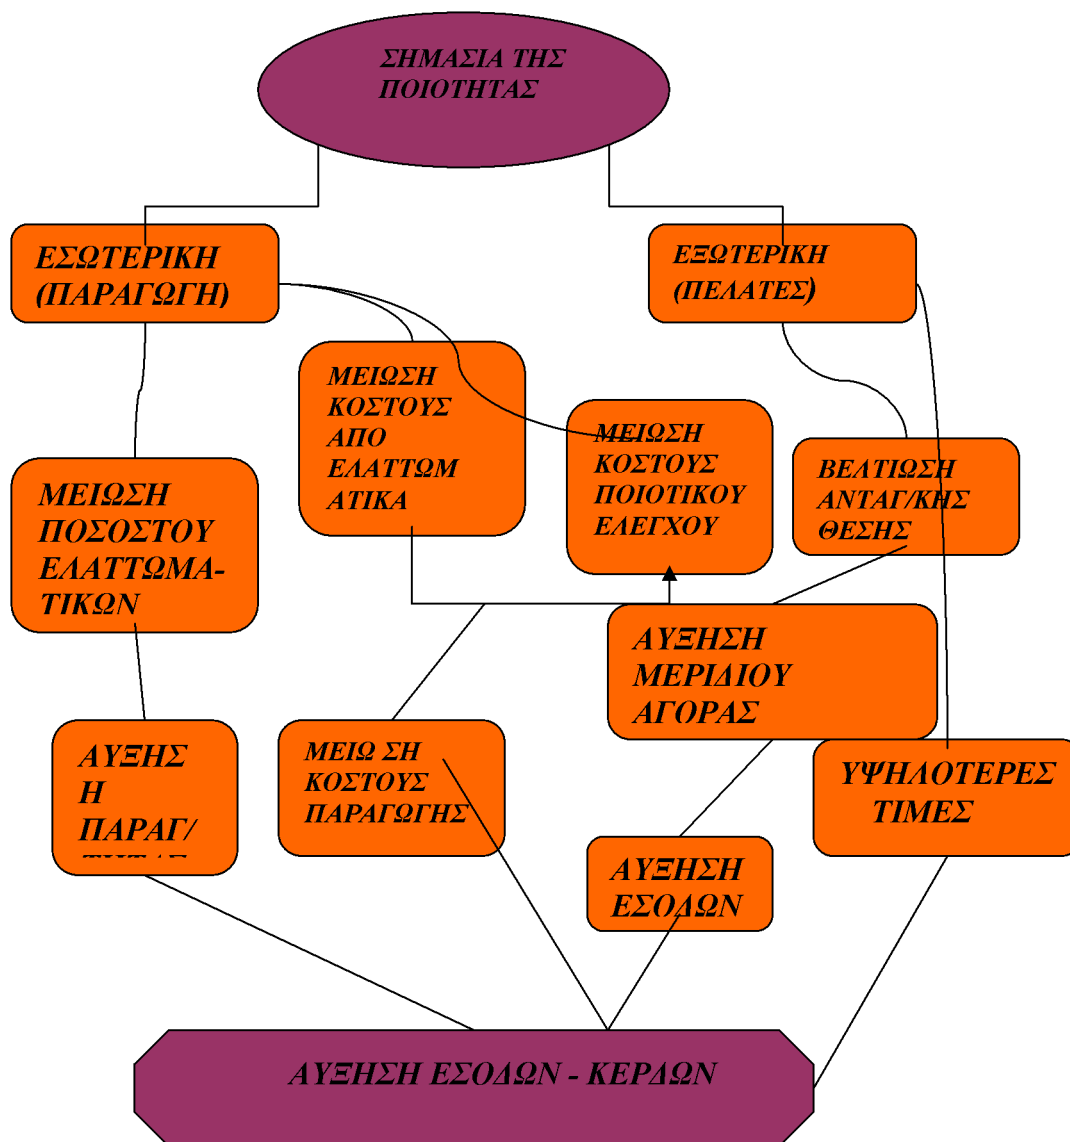 ΣΗΜΑΣΙΑ ΤΗΣ
ΠΟΙΟΤΗΤΑΣ
ΕΣΩΤΕΡΙΚΗ
(ΠΑΡΑΓΩΓΗ)
ΕΞΩΤΕΡΙΚΗ
(ΠΕΛΑΤΕΣ)
ΜΕΙΩΣΗ
ΚΟΣΤΟΥΣ
ΑΠΟ
ΕΛΑΤΤΩΜ
ΑΤΙΚΑ
ΜΕΙΩΣΗ
ΚΟΣΤΟΥΣ
ΠΟΙΟΤΙΚΟΥ
ΕΛΕΓΧΟΥ
ΒΕΛΤΙΩΣΗ
ΑΝΤΑΓ/ΚΗΣ
ΘΕΣΗΣ
ΜΕΙΩΣΗ
ΠΟΣΟΣΤΟΥ
ΕΛΑΤΤΩΜΑ-
ΤΙΚΩΝ
ΑΥΞΗΣΗ
ΜΕΡΙΔΙΟΥ
ΑΓΟΡΑΣ
ΑΥΞΗΣ
Η
ΠΑΡΑΓ/
ΜΕΙΩ ΣΗ
ΚΟΣΤΟΥΣ
ΠΑΡΑΓΩΓΗΣ
ΥΨΗΛΟΤΕΡΕΣ
ΤΙΜΕΣ
ΑΥΞΗΣΗ
ΕΣΟΔΩΝ
ΑΥΞΗΣΗ ΕΣΟΔΩΝ - ΚΕΡΔΩΝ